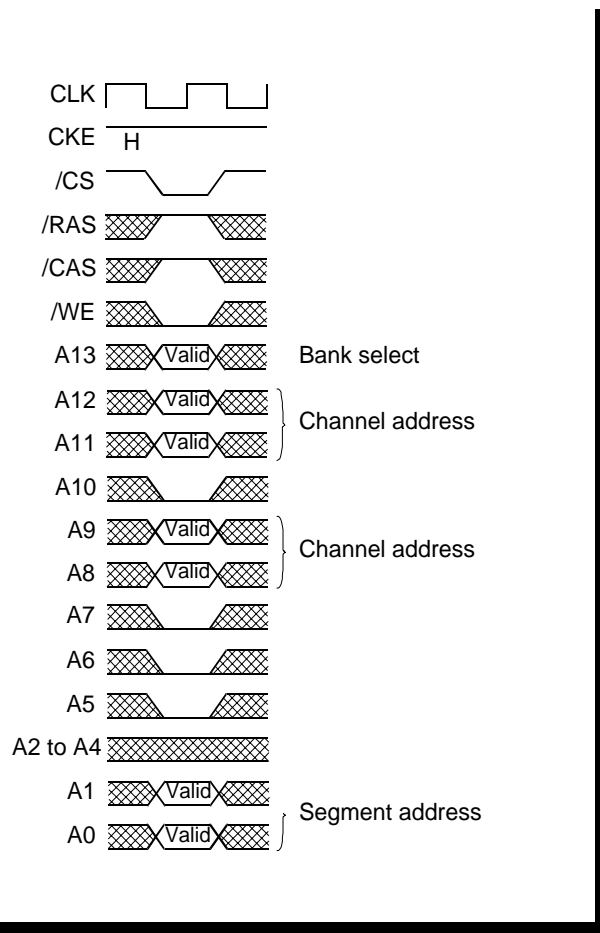 CLK
CKE H
/CS
/RAS
/CAS
/WE
A13 Valid Bank select
A12 Valid
Channel address
A11 Valid
A10
A9 Valid
Channel address
A8 Valid
A7
A6
A5
A2 to A4
A1 Valid
Segment address
A0 Valid